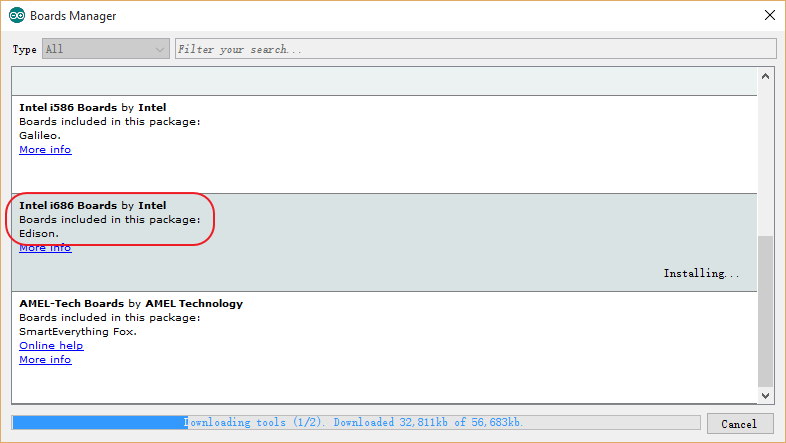 Boards Manager
Type All Filter your search...
Intel i586 Boards by Intel
Boards included in this package:
Galileo.
More info
Intel i686 Boards by Intel
Boards included in this package:
Edison.
More info
Installing...
AMEL-Tech Boards by AMEL Technology
Boards included in this package:
SmartEverything Fox.
Online help
More info
Downloading tools (1/2). Downloaded 32,811kb of 56,683kb.
Cancel